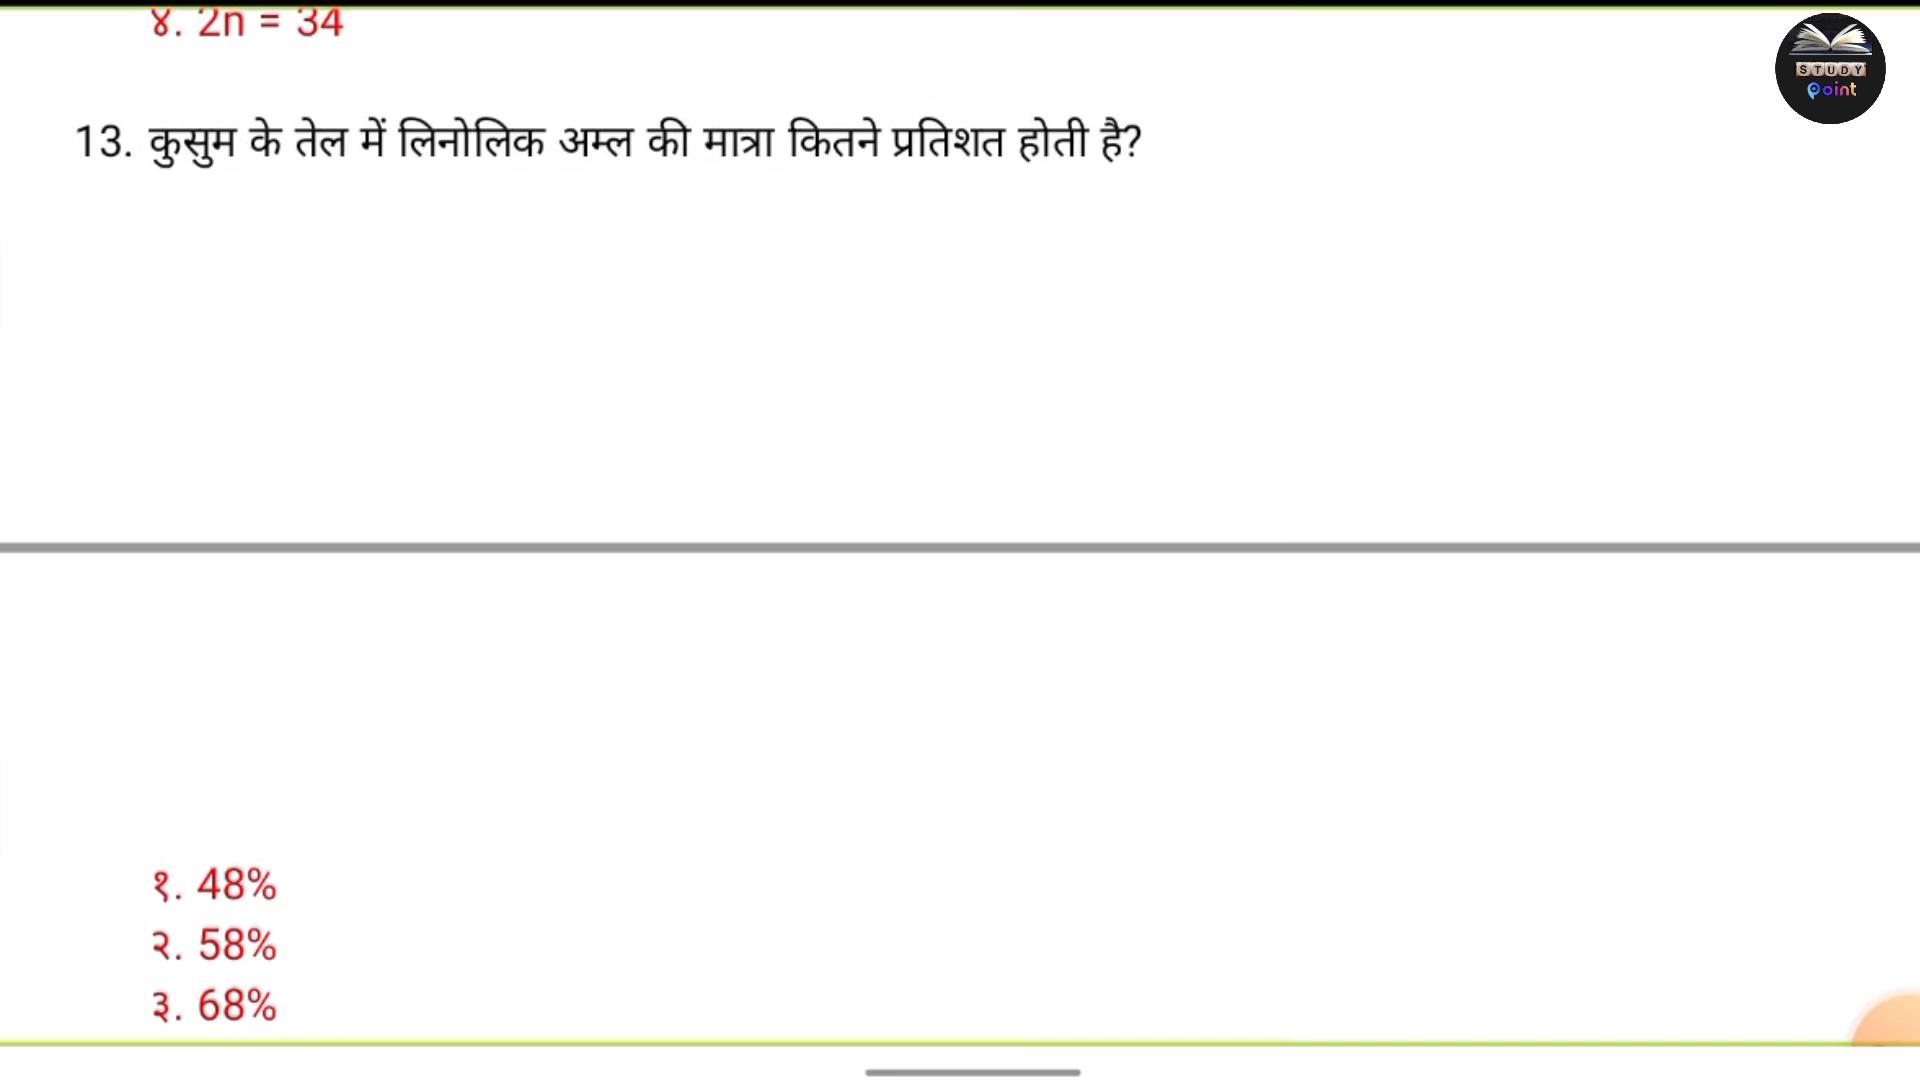 ४. 2n = 34
STUDY
Point
13. कुसुम के तेल में लिनोलिक अम्ल की मात्रा कितने प्रतिशत होती है?
१. 48%
२. 58%
३. 68%